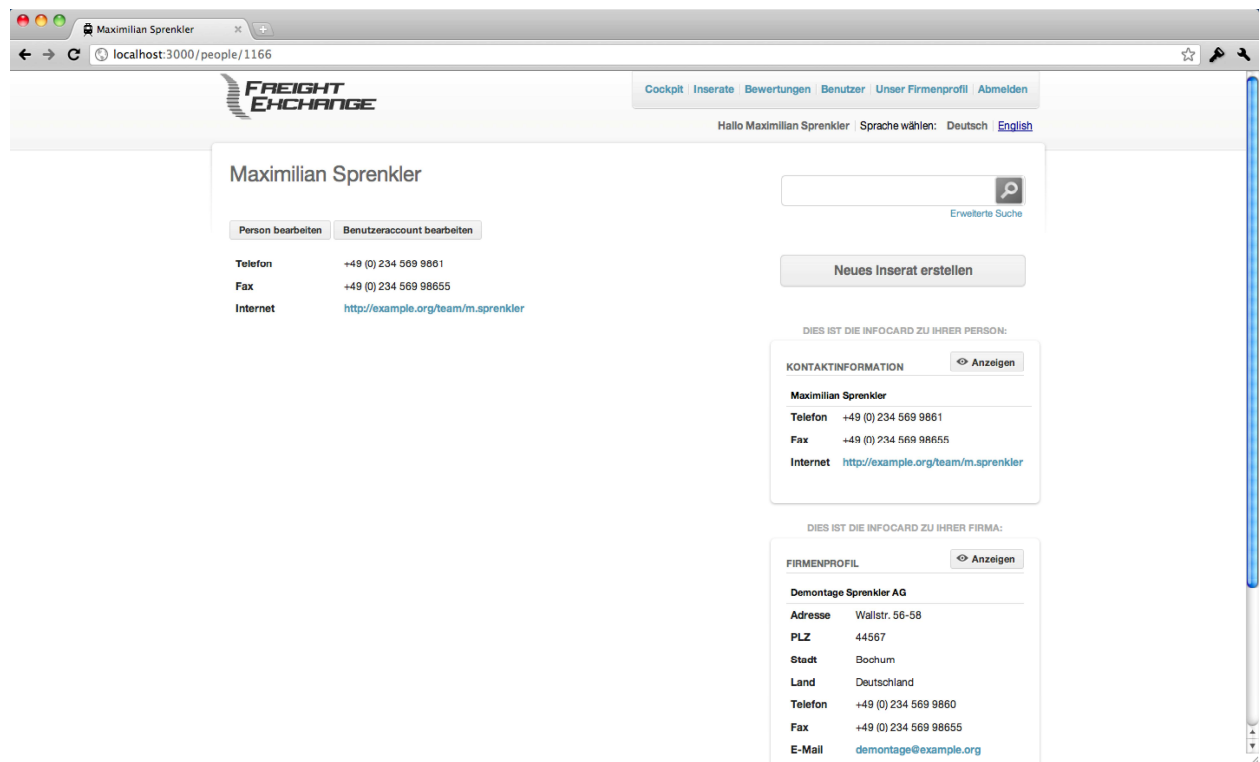 Maximilian Sprenkler
localhost:3000/people/1166
FREIGHT
EXCHANGE
Cockpit Inserate Bewertungen Benutzer Unser Firmenprofil Abmelden
Hallo Maximilian Sprenkler Sprache wählen: Deutsch English
Maximilian Sprenkler
Erweiterte Suche
Person bearbeiten Benutzeraccount bearbeiten
Telefon +49 (0) 234 569 9861
Fax +49 (0) 234 569 98655
Internet http://example.org/team/m.sprenkler
Neues Inserat erstellen
DIES IST DIE INFOCARD ZU IHRER PERSON:
KONTAKTINFORMATION Anzeigen
Maximilian Sprenkler
Telefon +49 (0) 234 569 9861
Fax +49 (0) 234 569 98655
Internet http://example.org/team/m.sprenkler
DIES IST DIE INFOCARD ZU IHRER FIRMA:
FIRMENPROFIL Anzeigen
Demontage Sprenkler AG
Adresse Wallstr. 56-58
PLZ 44567
Stadt Bochum
Land Deutschland
Telefon +49 (0) 234 569 9860
Fax +49 (0) 234 569 98655
E-Mail demontage@example.org